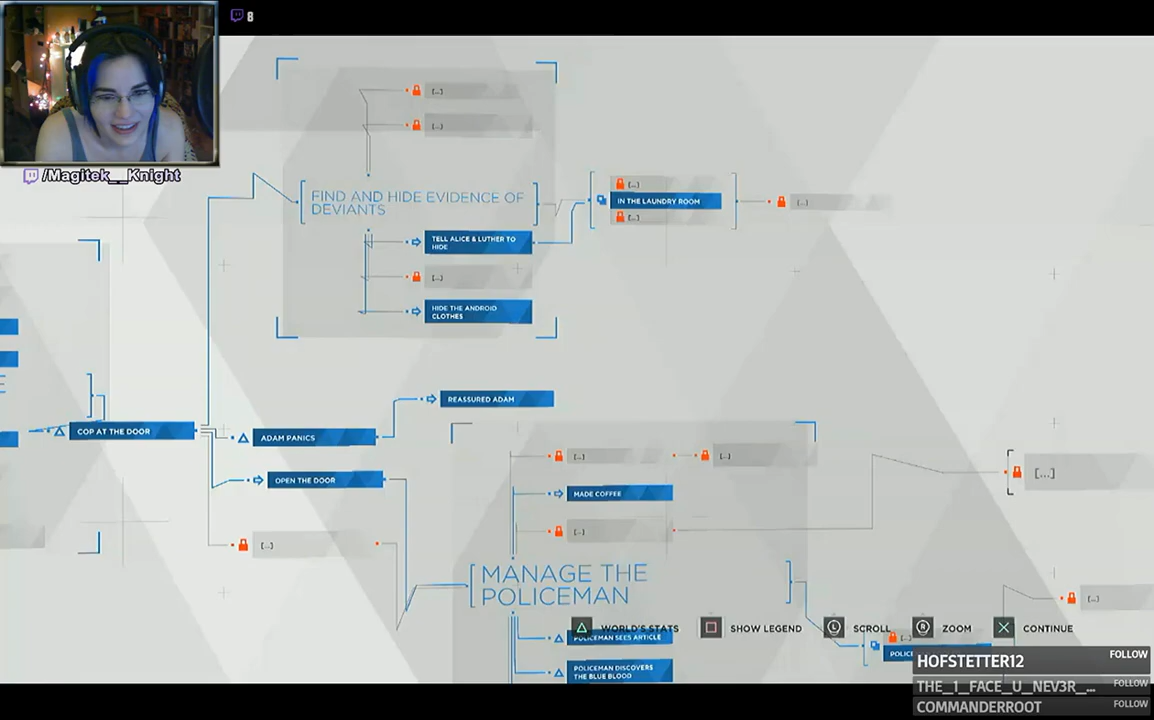 8
/Magitek__Knight
[...]
[...]
FIND AND HIDE EVIDENCE OF
DEVIANTS
[...]
IN THE LAUNDRY ROOM
[...]
[...]
TELL ALICE & LUTHER TO
HIDE
[...]
HIDE THE ANDROID
CLOTHES
REASSURED ADAM
COP AT THE DOOR
ADAM PANICS
OPEN THE DOOR
[...]
[...]
[...]
MADE COFFEE
[...]
[...]
MANAGE THE
POLICEMAN
[...]
WORLD'S STATS
SHOW LEGEND
SCROLL
ZOOM
CONTINUE
POLICEMAN SEES ARTICLE
[...]
POLICEMAN DISCOVERS
THE BLUE BLOOD
HOFSTETTER12 FOLLOW
THE_1_FACE_U_NEV3R_... FOLLOW
COMMANDERROOT FOLLOW